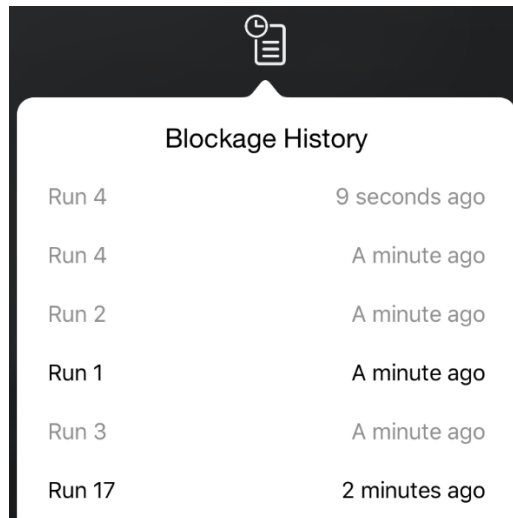 Blockage History
Run 4 9 seconds ago
Run 4 A minute ago
Run 2 A minute ago
Run 1 A minute ago
Run 3 A minute ago
Run 17 2 minutes ago